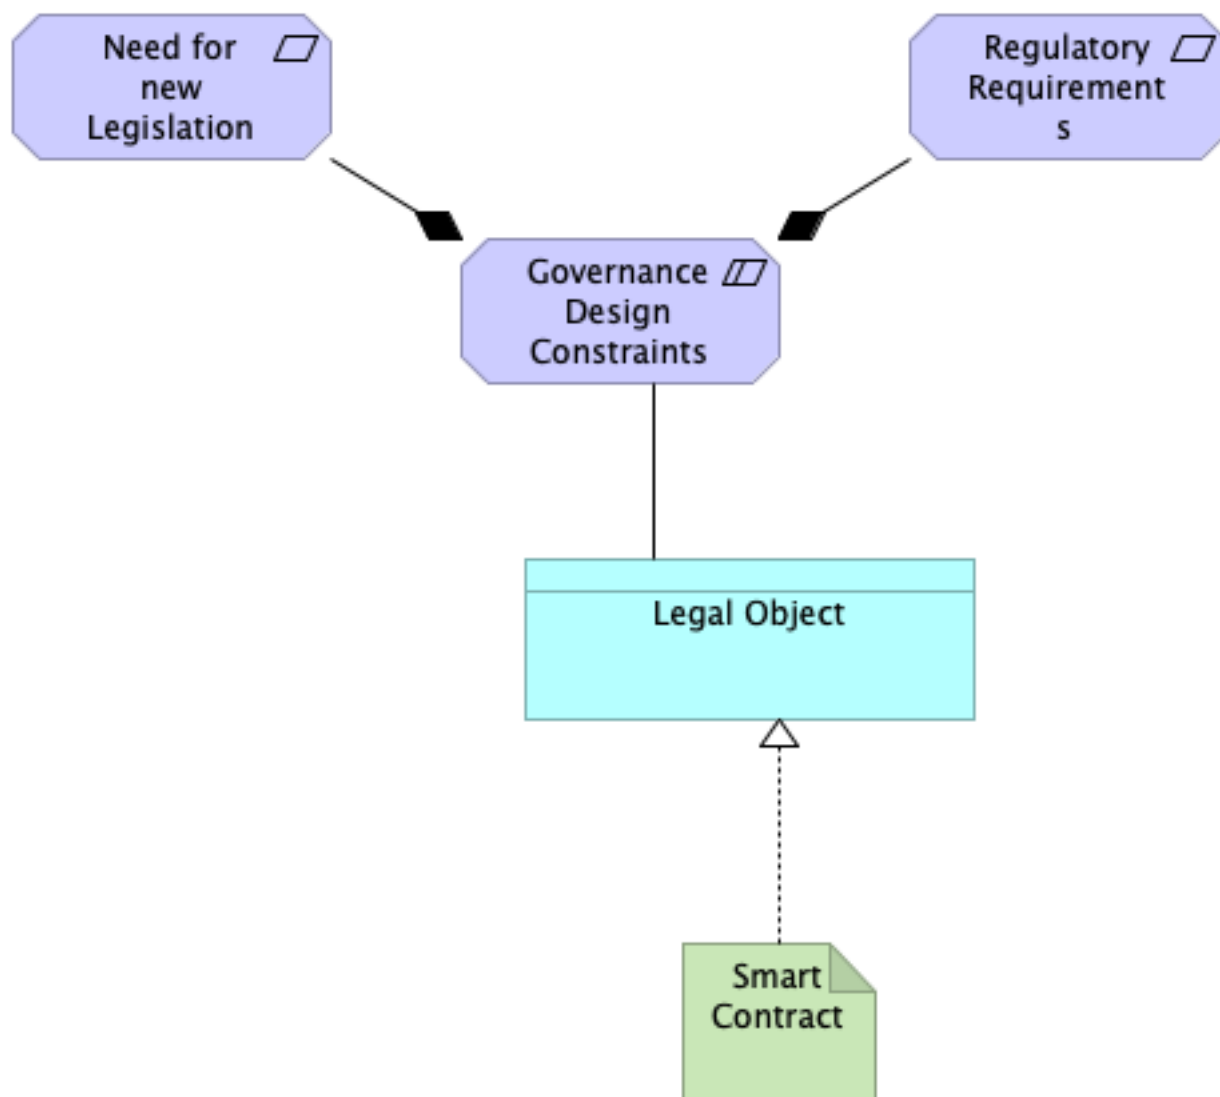 Need for
new
Legislation
Regulatory
Requirement
s
Governance
Design
Constraints
Legal Object
Smart
Contract